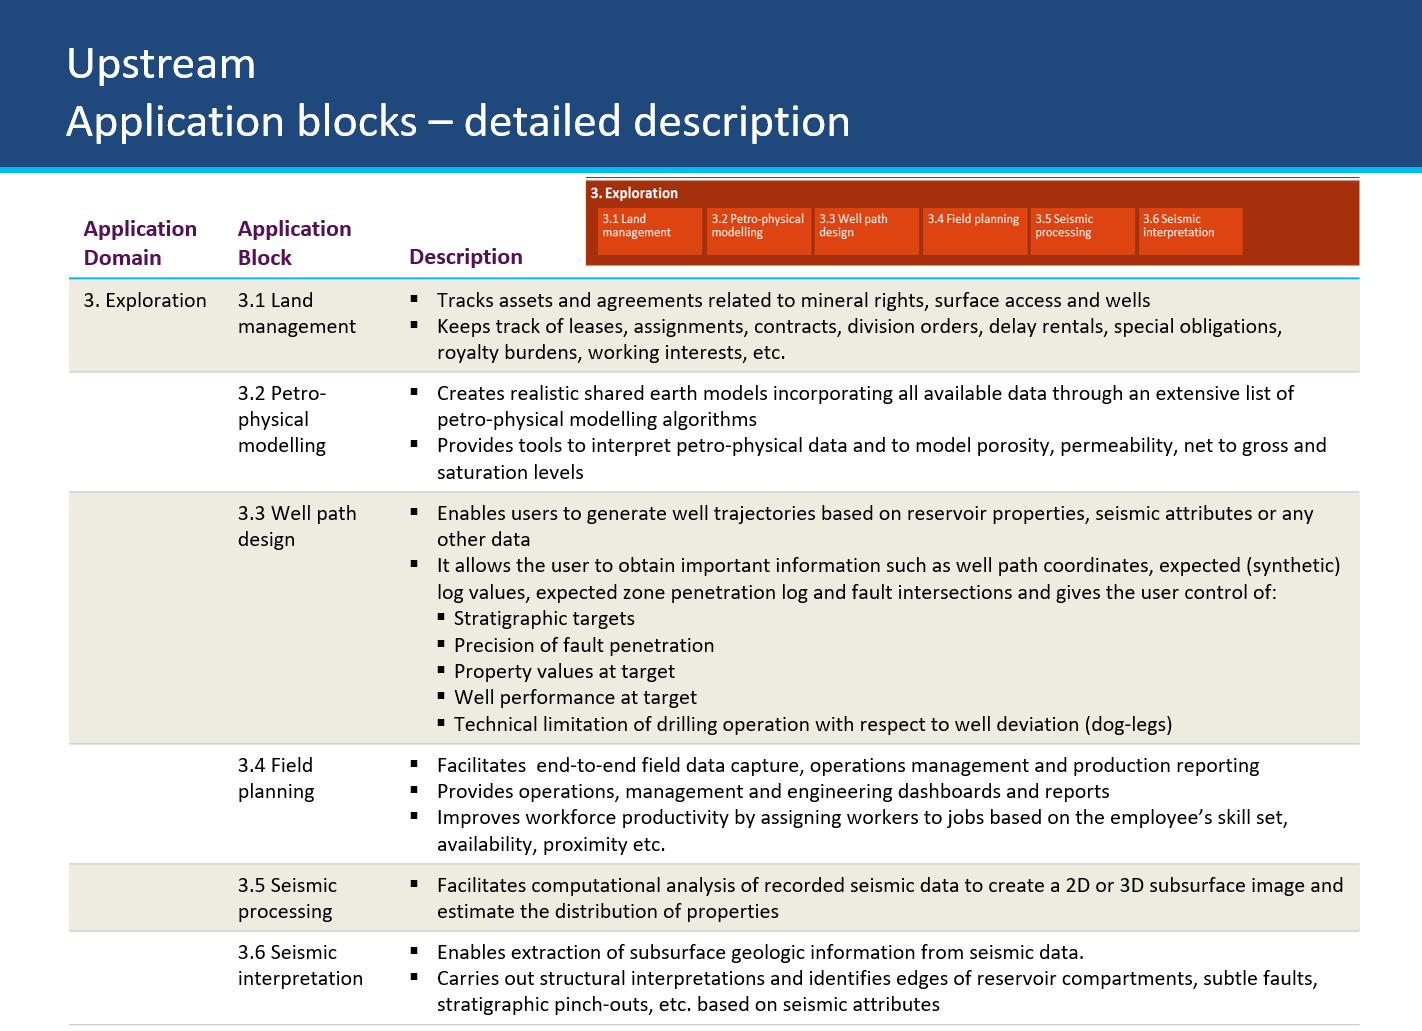 Upstream
Application blocks – detailed description
3. Exploration
3.1 Land
management
3.2 Petro-physical
modelling
3.3 Well path
design
3.4 Field planning
3.5 Seismic
processing
3.6 Seismic
interpretation
Application
Domain
Application
Block
Description
3. Exploration
3.1 Land
management
▪ Tracks assets and agreements related to mineral rights, surface access and wells
▪ Keeps track of leases, assignments, contracts, division orders, delay rentals, special obligations,
royalty burdens, working interests, etc.
3.2 Petro-
physical
modelling
▪ Creates realistic shared earth models incorporating all available data through an extensive list of
petro-physical modelling algorithms
▪ Provides tools to interpret petro-physical data and to model porosity, permeability, net to gross and
saturation levels
3.3 Well path
design
▪ Enables users to generate well trajectories based on reservoir properties, seismic attributes or any
other data
▪ It allows the user to obtain important information such as well path coordinates, expected (synthetic)
log values, expected zone penetration log and fault intersections and gives the user control of:
▪ Stratigraphic targets
▪ Precision of fault penetration
▪ Property values at target
▪ Well performance at target
▪ Technical limitation of drilling operation with respect to well deviation (dog-legs)
3.4 Field
planning
▪ Facilitates  end-to-end field data capture, operations management and production reporting
▪ Provides operations, management and engineering dashboards and reports
▪ Improves workforce productivity by assigning workers to jobs based on the employee’s skill set,
availability, proximity etc.
3.5 Seismic
processing
▪ Facilitates computational analysis of recorded seismic data to create a 2D or 3D subsurface image and
estimate the distribution of properties
3.6 Seismic
interpretation
▪ Enables extraction of subsurface geologic information from seismic data.
▪ Carries out structural interpretations and identifies edges of reservoir compartments, subtle faults,
stratigraphic pinch-outs, etc. based on seismic attributes